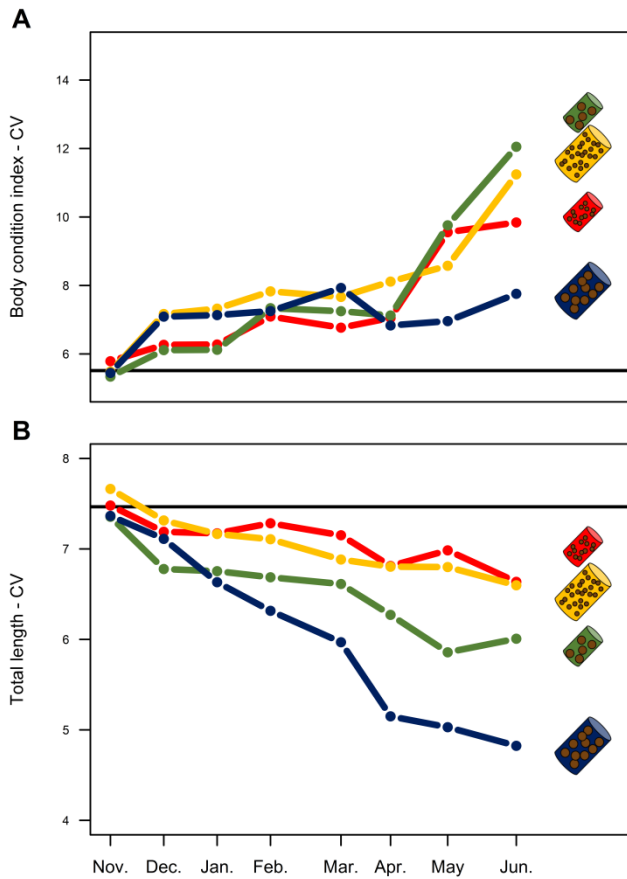 A
Body condition index - CV
14
12
10
8
6
B
Total length - CV
8
7
6
5
4
Nov. Dec. Jan. Feb. Mar. Apr. May Jun.